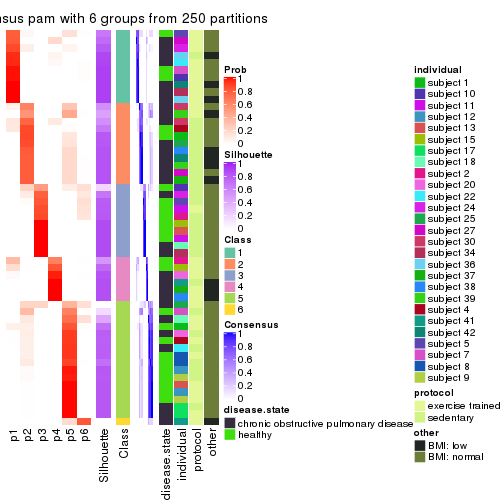 sus pam with 6 groups from 250 partitions
Prob
1
0.8
0.6
0.4
0.2
0
Silhouette
1
0.8
0.6
0.4
0.2
0
Class
1
2
3
4
5
6
Consensus
1
0.8
0.6
0.4
0.2
0
disease.state
chronic obstructive pulmonary disease
healthy
individual
subject 1
subject 10
subject 11
subject 12
subject 13
subject 15
subject 17
subject 18
subject 2
subject 20
subject 22
subject 24
subject 25
subject 27
subject 30
subject 34
subject 36
subject 37
subject 38
subject 39
subject 4
subject 41
subject 42
subject 5
subject 7
subject 8
subject 9
protocol
exercise trained
sedentary
other
BMI: low
BMI: normal
p1
p2
p3
p4
p5
p6
Silhouette
Class
disease.state
individual
protocol
other